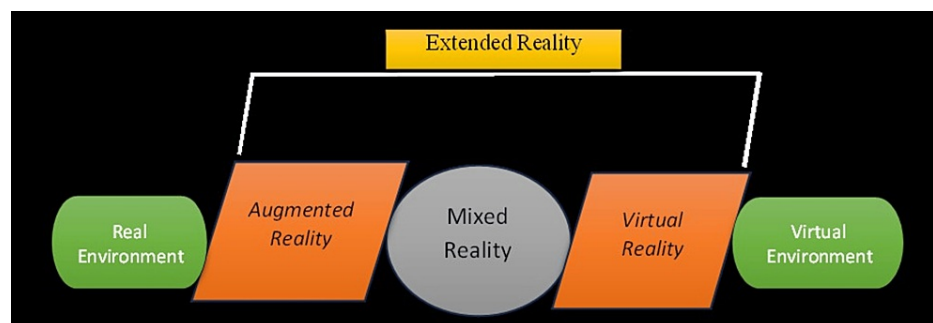 Extended Reality
Real
Environment
Augmented
Reality
Mixed
Reality
Virtual
Reality
Virtual
Environment